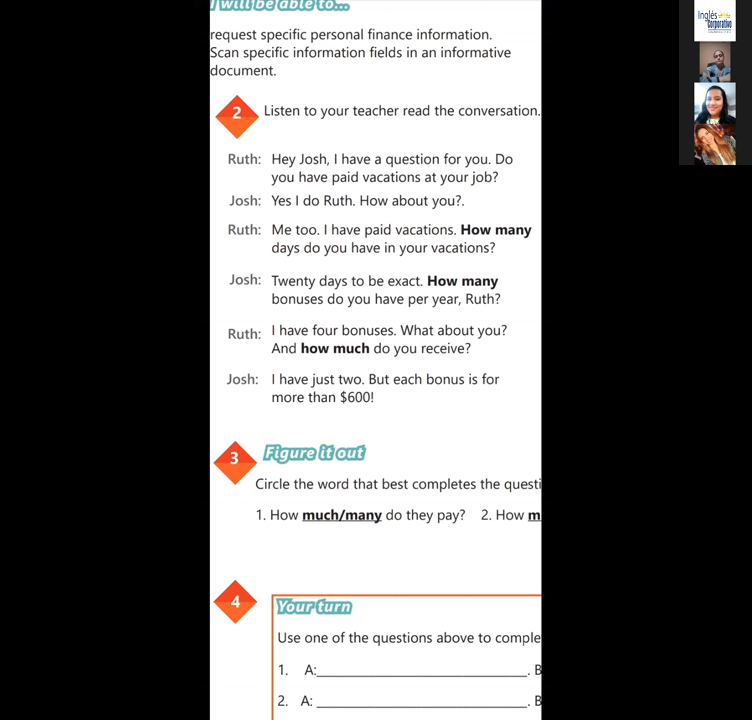 I will be able to...
request specific personal finance information.
Scan specific information fields in an informative
document.
2 Listen to your teacher read the conversation.
Ruth: Hey Josh, I have a question for you. Do
you have paid vacations at your job?
Josh: Yes I do Ruth. How about you?.
Ruth: Me too. I have paid vacations. How many
days do you have in your vacations?
Josh: Twenty days to be exact. How many
bonuses do you have per year, Ruth?
Ruth: I have four bonuses. What about you?
And how much do you receive?
Josh: I have just two. But each bonus is for
more than $600!
3 Figure it out
Circle the word that best completes the questi
1. How much/many do they pay? 2. How m
4 Your turn
Use one of the questions above to comple
1. A:____________________________. B
2. A: ____________________________. B
Inglés
Corporativo